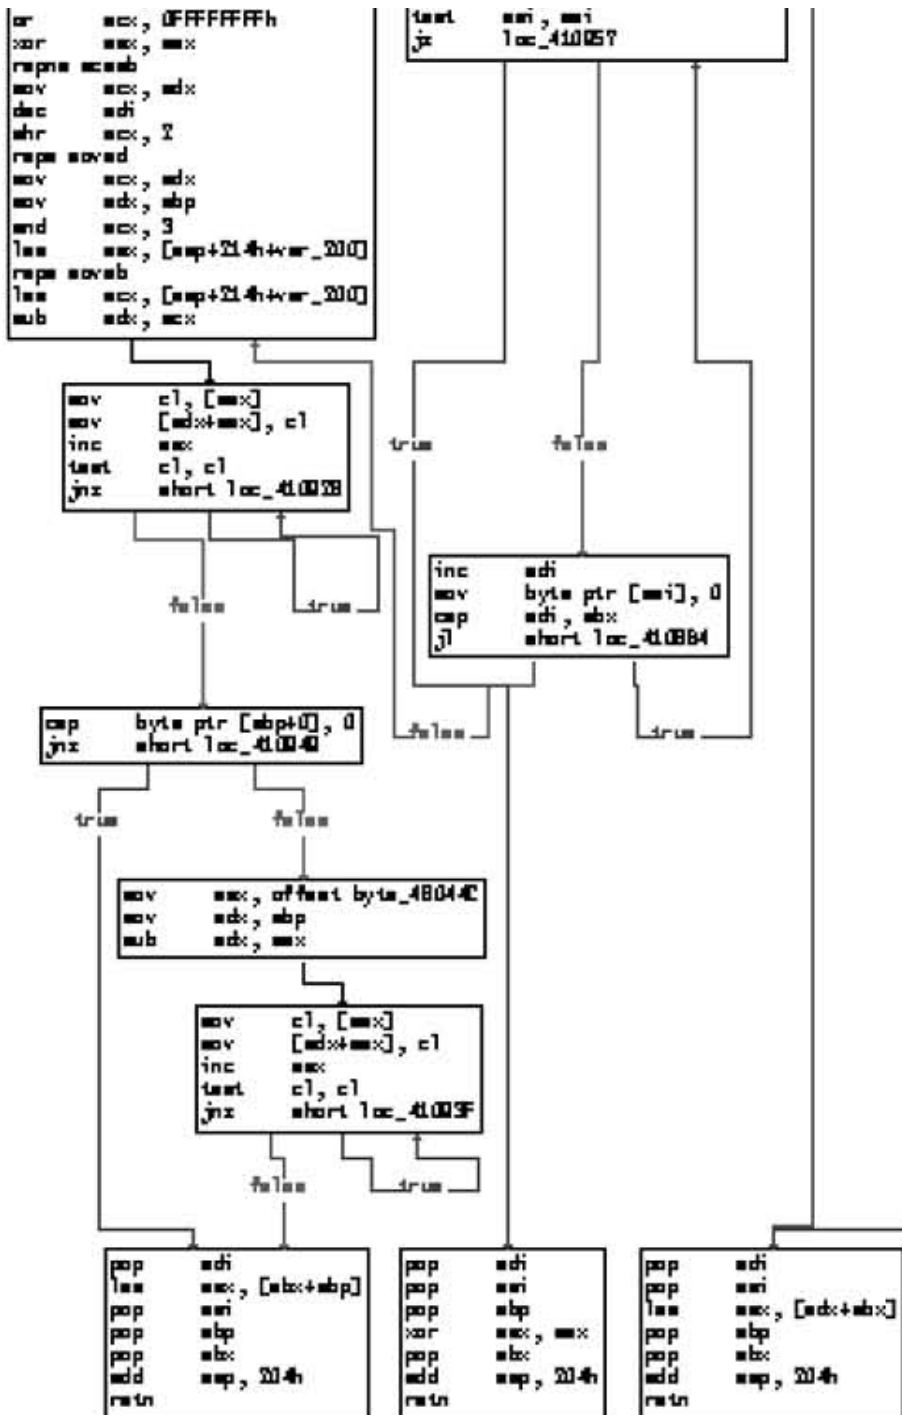 or ecx, 0FFFFFFFFh
xor eax, eax
repne scasb
mov ecx, edx
dec edi
shr ecx, 2
repe movsd
mov ecx, edx
mov edx, ebp
and ecx, 3
lea eax, [esp+214h+var_200]
repe movsb
lea ecx, [esp+214h+var_200]
sub edx, ecx
test esi, esi
jz loc_410957
mov cl, [eax]
mov [edx+eax], cl
inc eax
test cl, cl
jnz short loc_41092B
false
true
true
false
inc edi
mov byte ptr [esi], 0
cmp edi, ebx
jl short loc_4108B4
false
true
cmp byte ptr [ebp+0], 0
jnz short loc_410949
true
false
mov eax, offset byte_48044C
mov edx, ebp
sub edx, eax
mov cl, [eax]
mov [edx+eax], cl
inc eax
test cl, cl
jnz short loc_41093F
false
true
pop edi
lea eax, [ebx+ebp]
pop esi
pop ebp
pop ebx
add esp, 204h
retn
pop edi
pop esi
pop ebp
xor eax, eax
pop ebx
add esp, 204h
retn
pop edi
pop esi
lea eax, [edx+ebx]
pop ebp
pop ebx
add esp, 204h
retn